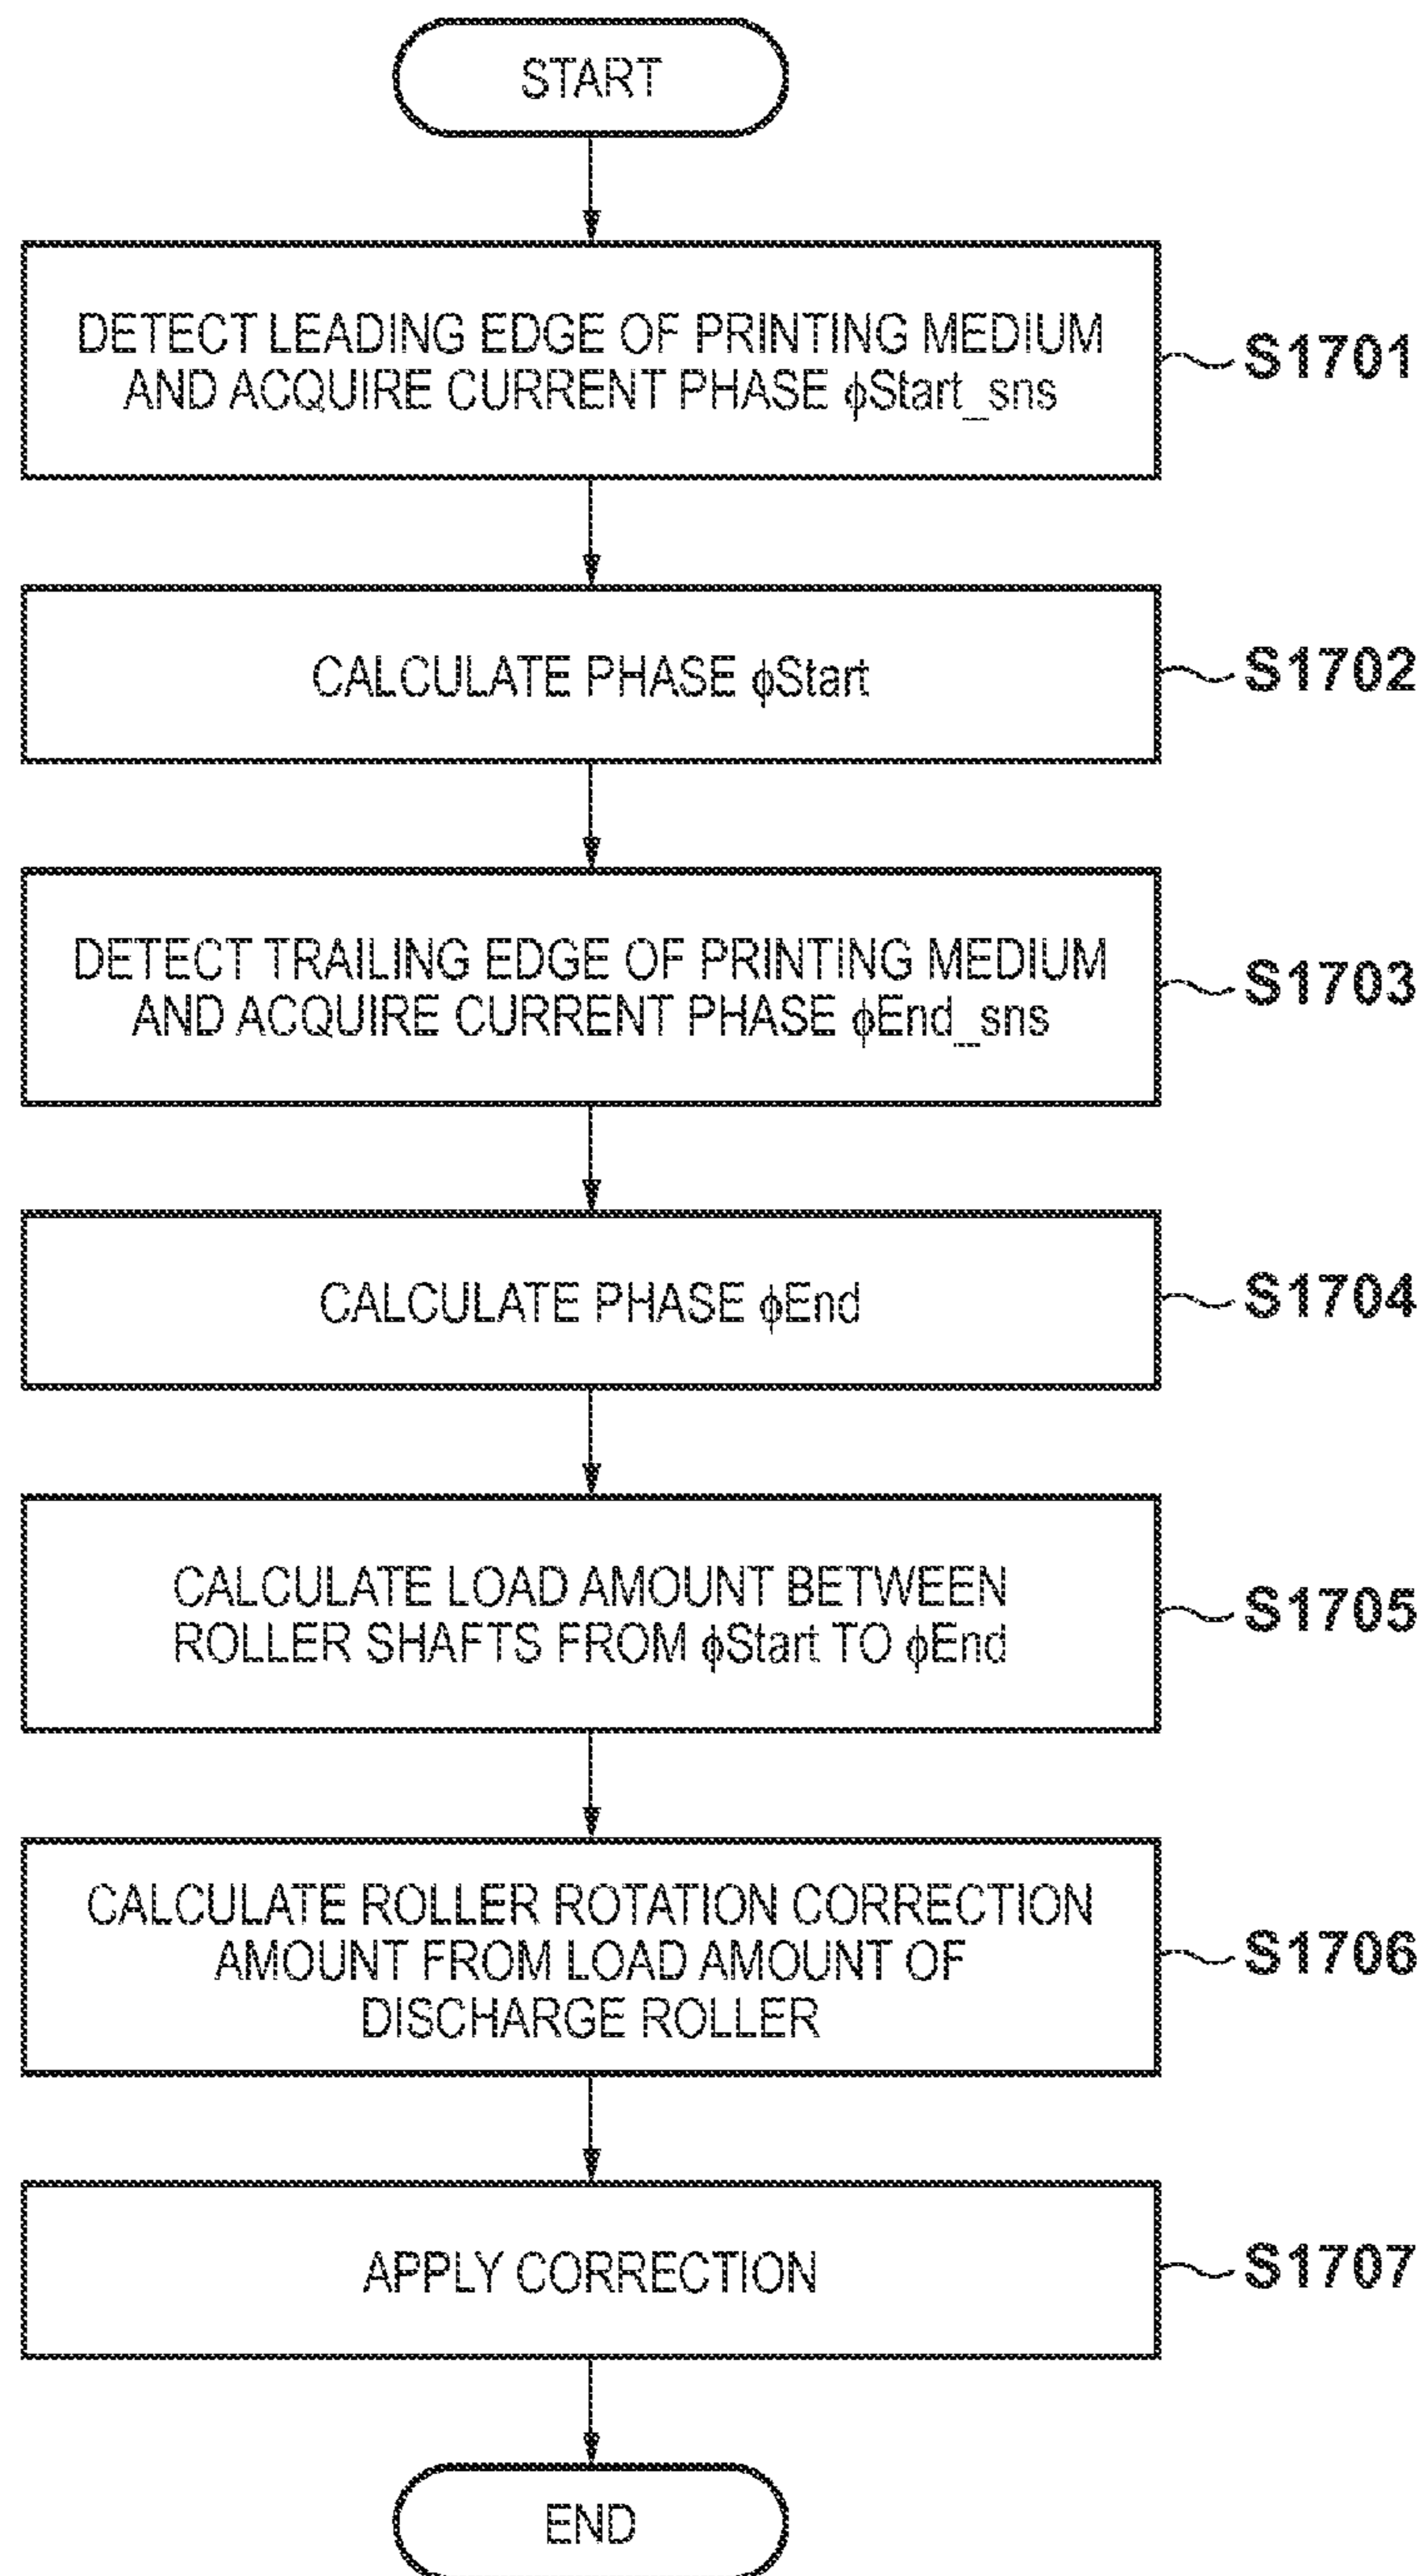 START
DETECT LEADING EDGE OF PRINTING MEDIUM
AND ACQUIRE CURRENT PHASE ϕStart_sns
S1701
CALCULATE PHASE ϕStart
S1702
DETECT TRAILING EDGE OF PRINTING MEDIUM
AND ACQUIRE CURRENT PHASE ϕEnd_sns
S1703
CALCULATE PHASE ϕEnd
S1704
CALCULATE LOAD AMOUNT BETWEEN
ROLLER SHAFTS FROM ϕStart TO ϕEnd
S1705
CALCULATE ROLLER ROTATION CORRECTION
AMOUNT FROM LOAD AMOUNT OF
DISCHARGE ROLLER
S1706
APPLY CORRECTION
S1707
END